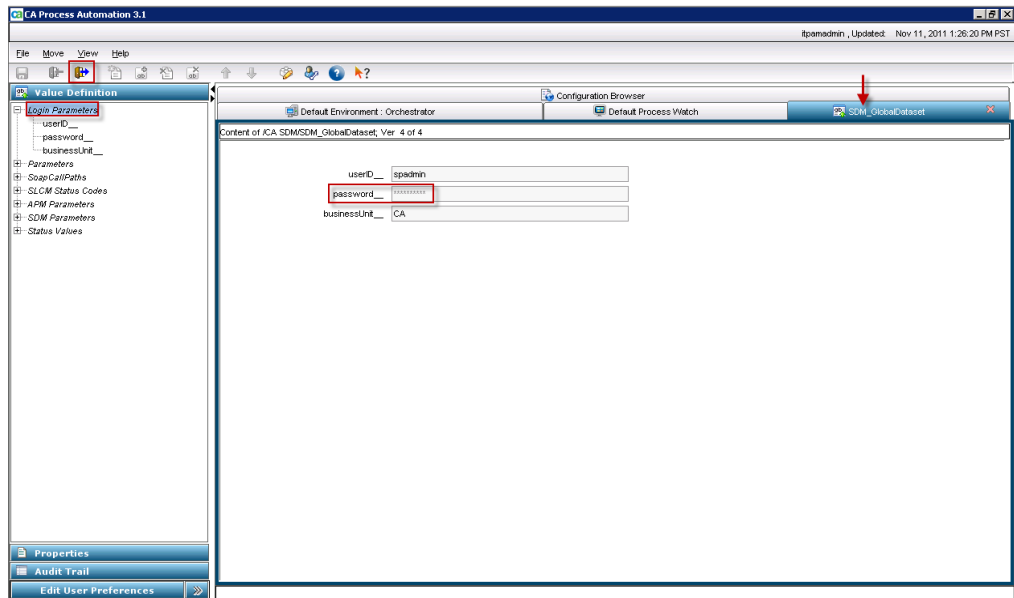 CA Process Automation 3.1
itpamadmin , Updated: Nov 11, 2011 1:26:20 PM PST
File Move View Help
Value Definition
Login Parameters
userID__
password__
businessUnit__
Parameters
SoapCallPaths
SLCM Status Codes
APM Parameters
SDM Parameters
Status Values
Properties
Audit Trail
Edit User Preferences
Configuration Browser
Default Environment : Orchestrator
Default Process Watch
SDM_GlobalDataset
Content of /CA SDM/SDM_GlobalDataset; Ver 4 of 4
userID__ spadmin
password__ **********
businessUnit__ CA